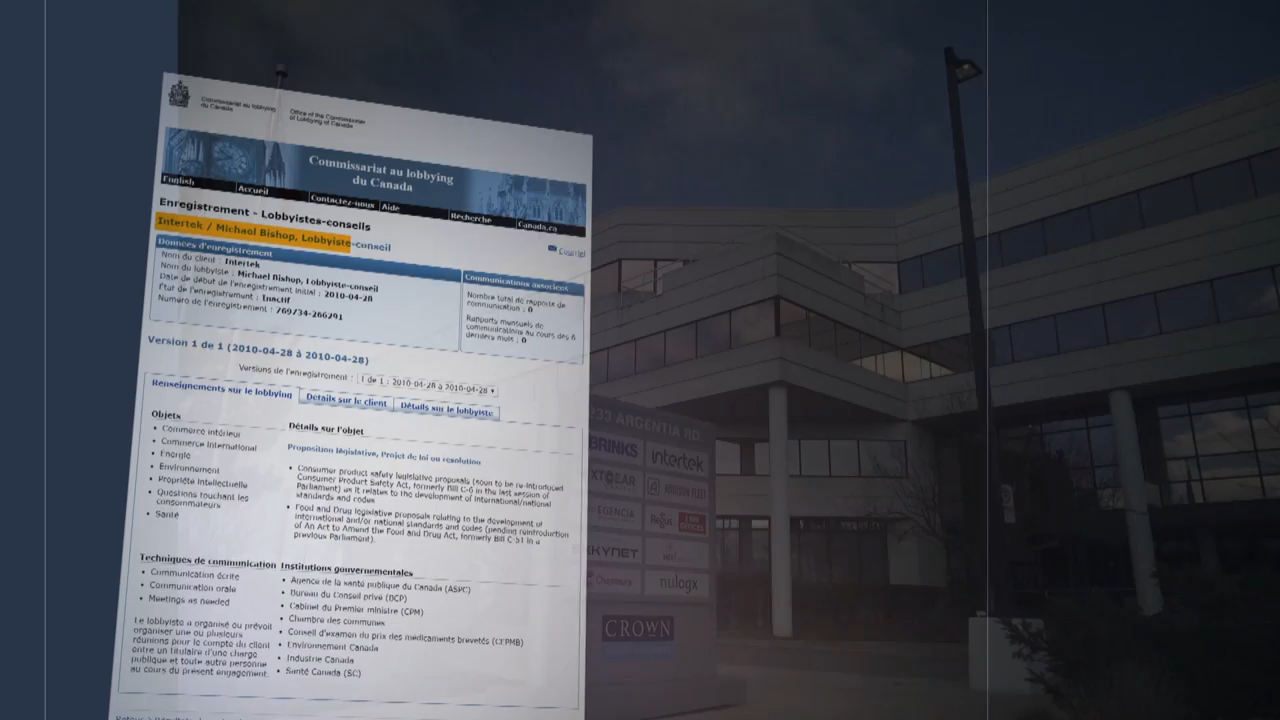 Commissariat au lobbying
du Canada
Office of the Commissioner
of Lobbying of Canada
Commissariat au lobbying
du Canada
English
Accueil
Contactez-nous
Aide
Recherche
Canada.ca
Enregistrement - Lobbyistes-conseils
Intertek / Michael Bishop, Lobbyiste-conseil
Courriel
Données d'enregistrement
Nom du client : Intertek
Nom du lobbyiste : Michael Bishop, Lobbyiste-conseil
Date de début de l'enregistrement initial : 2010-04-28
État de l'enregistrement : Inactif
Numéro de l'enregistrement : 769734-266291
Communications associées
Nombre total de rapports de
communication : 0
Rapports mensuels de
communications au cours des 6
derniers mois : 0
Version 1 de 1 (2010-04-28 à 2010-04-28)
Versions de l'enregistrement :
1 de 1 : 2010-04-28 à 2010-04-28
Renseignements sur le lobbying
Détails sur le client
Détails sur le lobbyiste
Objets
• Commerce intérieur
• Commerce International
• Énergie
• Environnement
• Propriété intellectuelle
• Questions touchant les
consommateurs
• Santé
Détails sur l'objet
Proposition législative, Projet de loi ou résolution
• Consumer product safety legislative proposals (soon to be re-introduced
Consumer Product Safety Act, formerly Bill C-6 in the last session of
Parliament) as it relates to the development of international/national
standards and codes
• Food and Drug legislative proposals relating to the development of
international and/or national standards and codes (pending reintroduction
of An Act to Amend the Food and Drug Act, formerly Bill C-51 in a
previous Parliament).
Techniques de communication
• Communication écrite
• Communication orale
• Meetings as needed
Le lobbyiste a organisé ou prévoit
organiser une ou plusieurs
réunions pour le compte du client
entre un titulaire d'une charge
publique et toute autre personne
au cours du présent engagement.
Institutions gouvernementales
• Agence de la santé publique du Canada (ASPC)
• Bureau du Conseil privé (BCP)
• Cabinet du Premier ministre (CPM)
• Chambre des communes
• Conseil d'examen du prix des médicaments brevetés (CEPMB)
• Environnement Canada
• Industrie Canada
• Santé Canada (SC)
233 ARGENTIA RD
BRINKS
intertek
Regus
KYNET
nulogx
CROWN